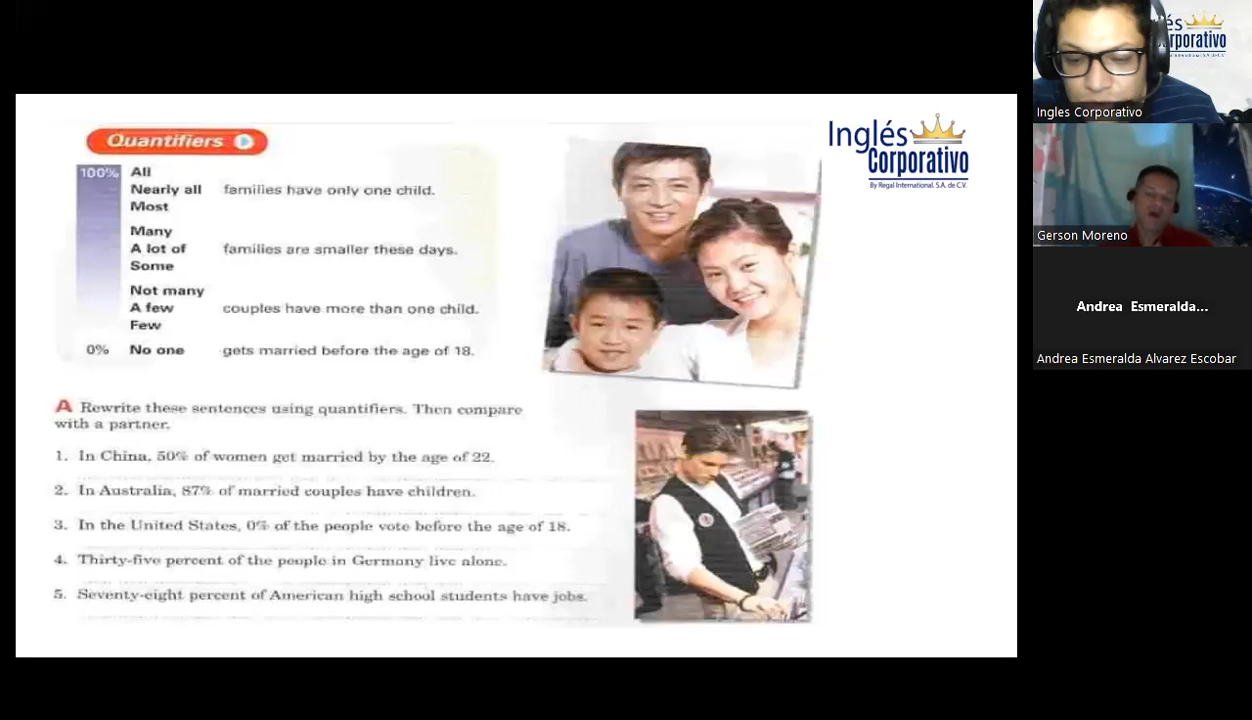 Quantifiers
100%
All
Nearly all
Most
families have only one child.
Many
A lot of
Some
families are smaller these days.
Not many
A few
Few
couples have more than one child.
0% No one gets married before the age of 18.
A Rewrite these sentences using quantifiers. Then compare
with a partner.
1. In China, 50% of women get married by the age of 22.
2. In Australia, 87% of married couples have children.
3. In the United States, 0% of the people vote before the age of 18.
4. Thirty-five percent of the people in Germany live alone.
5. Seventy-eight percent of American high school students have jobs.
Inglés
Corporativo
By Regal International. S.A. de C.V.
és
rporativo
Ingles Corporativo
Gerson Moreno
Andrea Esmeralda...
Andrea Esmeralda Alvarez Escobar